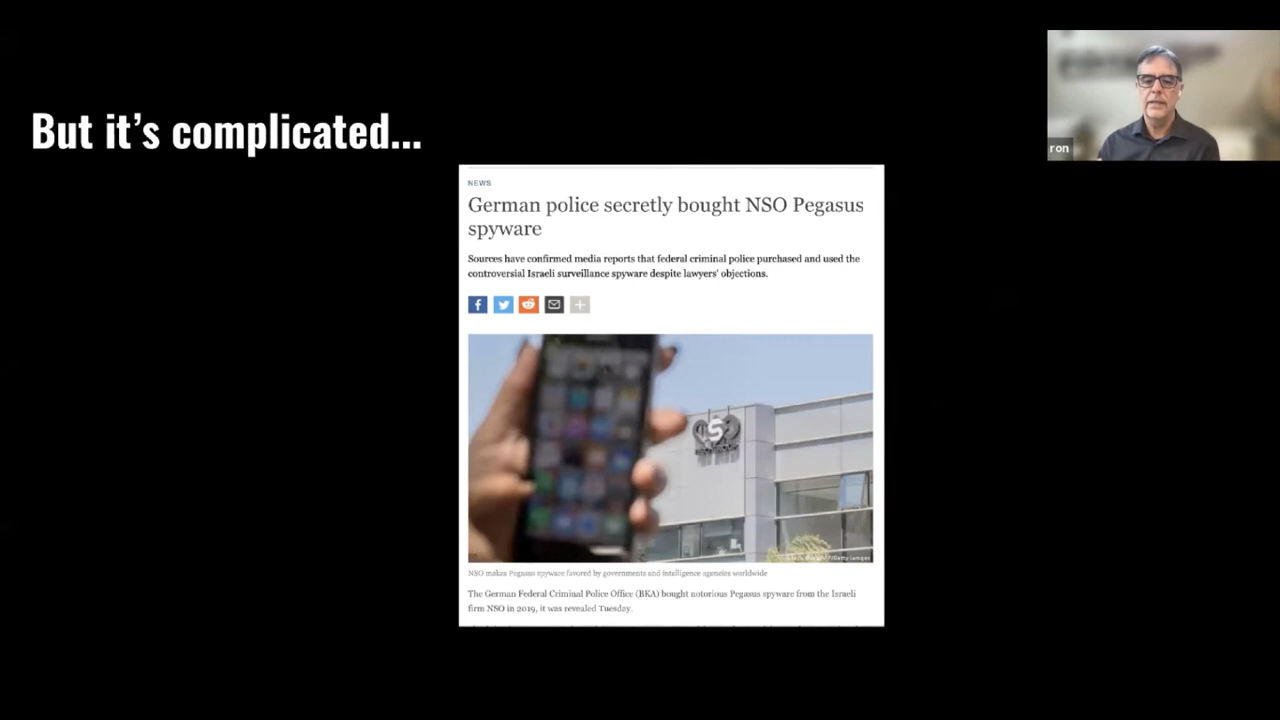 But it's complicated...
ron
NEWS
German police secretly bought NSO Pegasus
spyware
Sources have confirmed media reports that federal criminal police purchased and used the
controversial Israeli surveillance spyware despite lawyers' objections.
NSO makes Pegasus spyware favored by governments and intelligence agencies worldwide
The German Federal Criminal Police Office (BKA) bought notorious Pegasus spyware from the Israeli
firm NSO in 2019, it was revealed Tuesday.